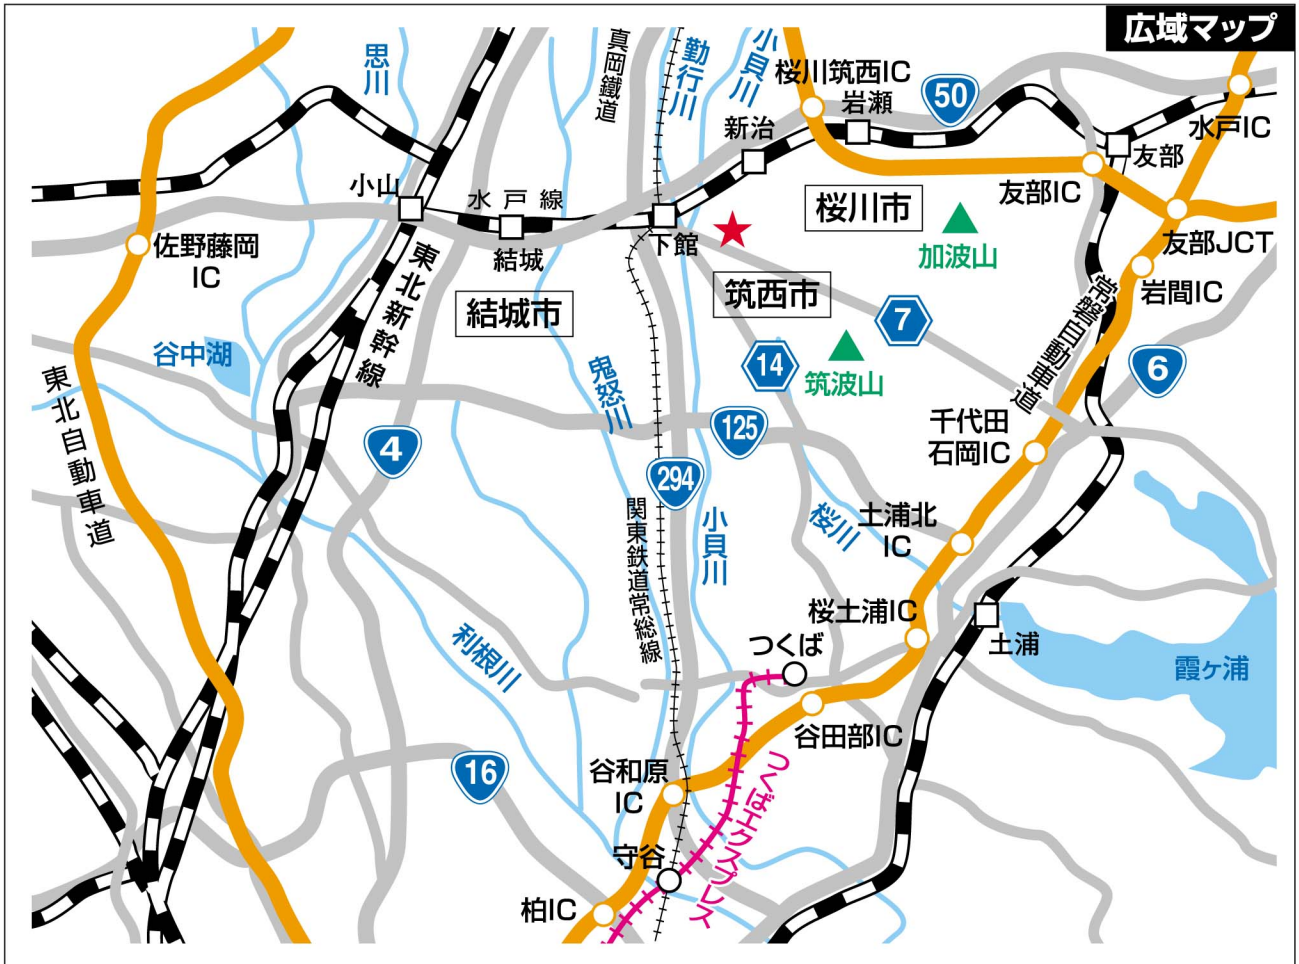 広域マップ
思川
真岡鐵道
勤行川
小貝川
桜川筑西IC
岩瀬
50
新治
水戸IC
友部
小山
水戸線
友部IC
桜川市
佐野藤岡
IC
結城
下館
加波山
友部JCT
東北新幹線
筑西市
岩間IC
結城市
7
常磐自動車道
谷中湖
14
筑波山
6
東北自動車道
鬼怒川
125
千代田
石岡IC
4
294
関東鉄道常総線
小貝川
桜川
土浦北
IC
桜土浦IC
つくば
土浦
利根川
霞ヶ浦
谷田部IC
16
谷和原
IC
つくばエクスプレス
守谷
柏IC